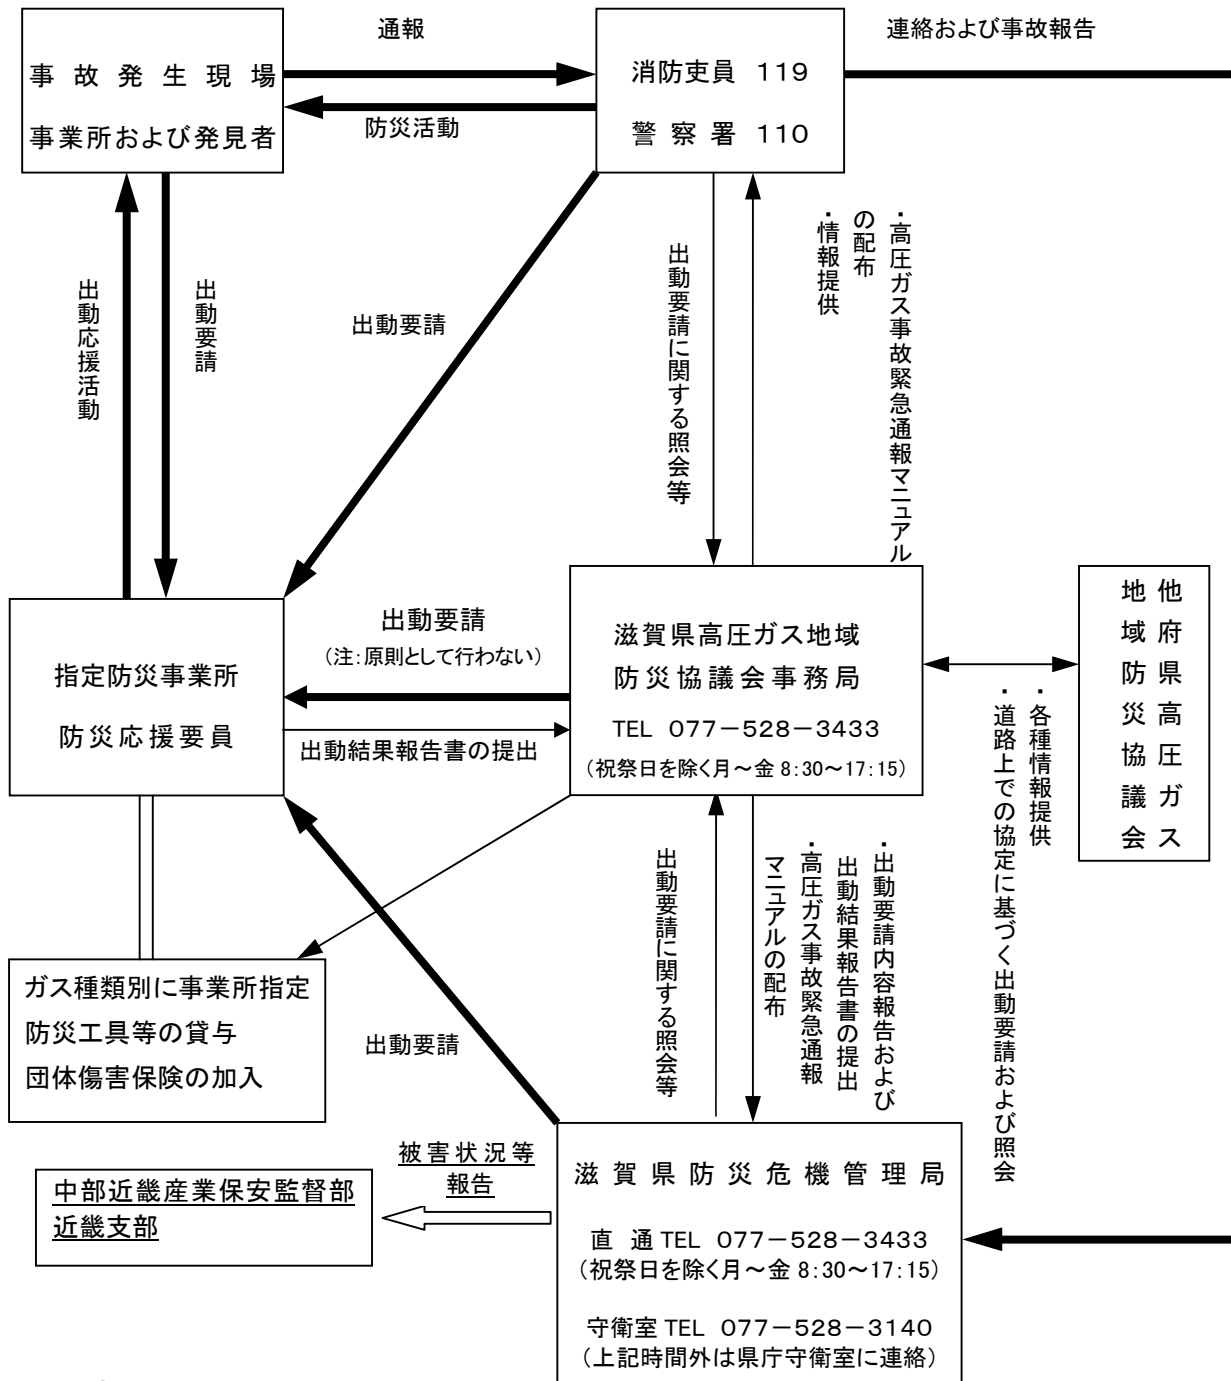 通報
連絡および事故報告
事故発生現場
事業所および発見者
消防吏員 119
警察署 110
防災活動
出動応援活動
出動要請
出動要請
出動要請に関する照会等
・高圧ガス事故緊急通報マニュアル
の配布
・情報提供
指定防災事業所
防災応援要員
出動要請
（注：原則として行わない）
出動結果報告書の提出
滋賀県高圧ガス地域
防災協議会事務局
TEL 077－528－3433
（祝祭日を除く月～金 8:30～17:15）
他府県高圧ガス
地域防災協議会
・各種情報提供
・道路上での協定に基づく出動要請および照会
ガス種類別に事業所指定
防災工具等の貸与
団体傷害保険の加入
出動要請
出動要請に関する照会等
・出動要請内容報告および
出動結果報告書の提出
・高圧ガス事故緊急通報
マニュアルの配布
被害状況等
報告
中部近畿産業保安監督部
近畿支部
滋賀県防災危機管理局
直通 TEL 077－528－3433
（祝祭日を除く月～金 8:30～17:15）
守衛室 TEL 077－528－3140
（上記時間外は県庁守衛室に連絡）